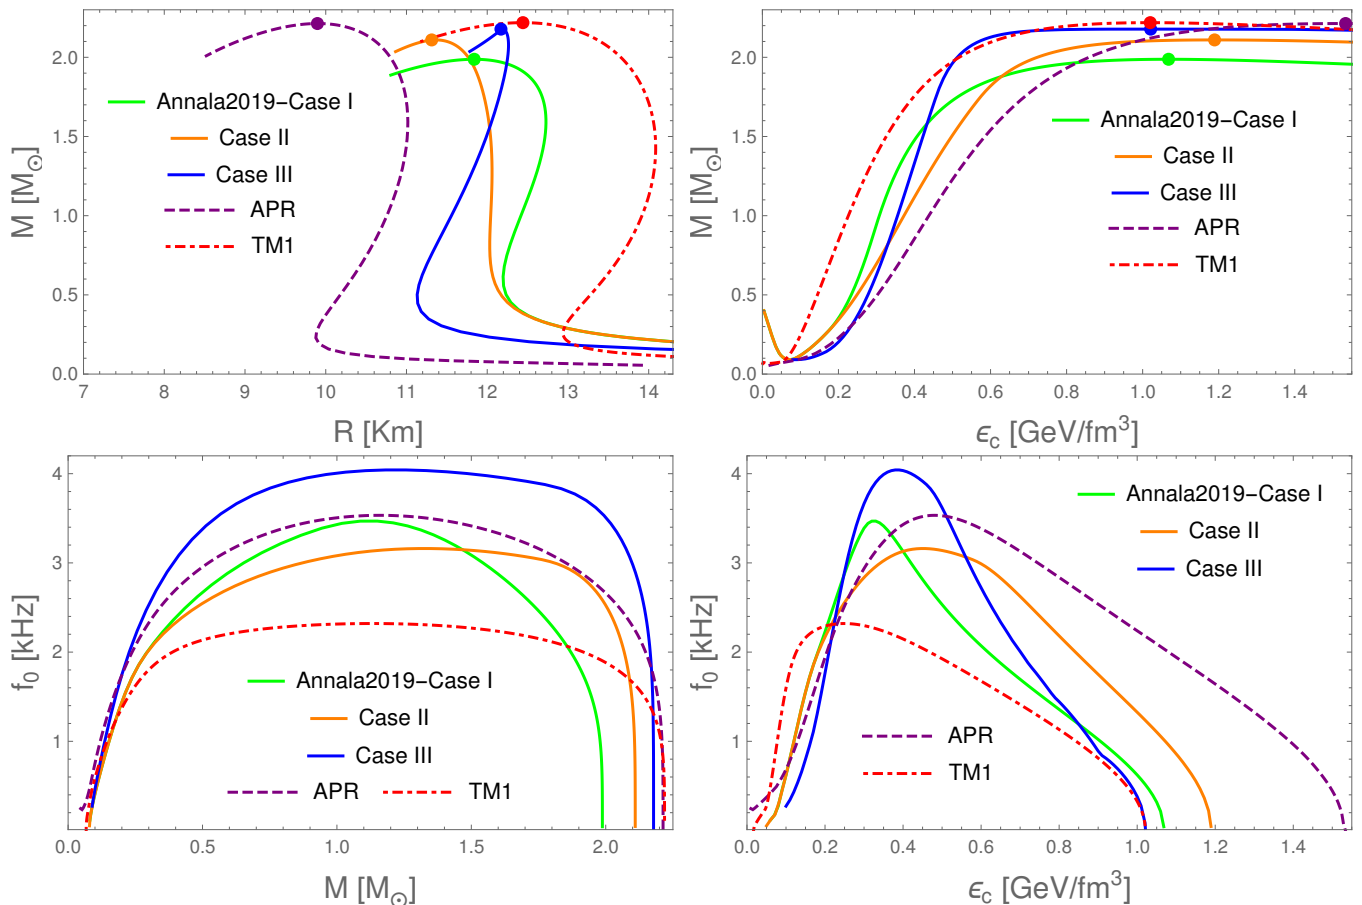 M [M⊙]
2.0
1.5
1.0
0.5
0.0
Annala2019−Case I
Case II
Case III
APR
TM1
7 8 9 10 11 12 13 14
R [Km]
M [M⊙]
2.0
1.5
1.0
0.5
0.0
Annala2019−Case I
Case II
Case III
APR
TM1
0.0 0.2 0.4 0.6 0.8 1.0 1.2 1.4
ϵc [GeV/fm³]
f₀ [kHz]
4
3
2
1
Annala2019−Case I
Case II
Case III
APR TM1
0.0 0.5 1.0 1.5 2.0
M [M⊙]
f₀ [kHz]
4
3
2
1
Annala2019−Case I
Case II
Case III
APR
TM1
0.0 0.2 0.4 0.6 0.8 1.0 1.2 1.4
ϵc [GeV/fm³]